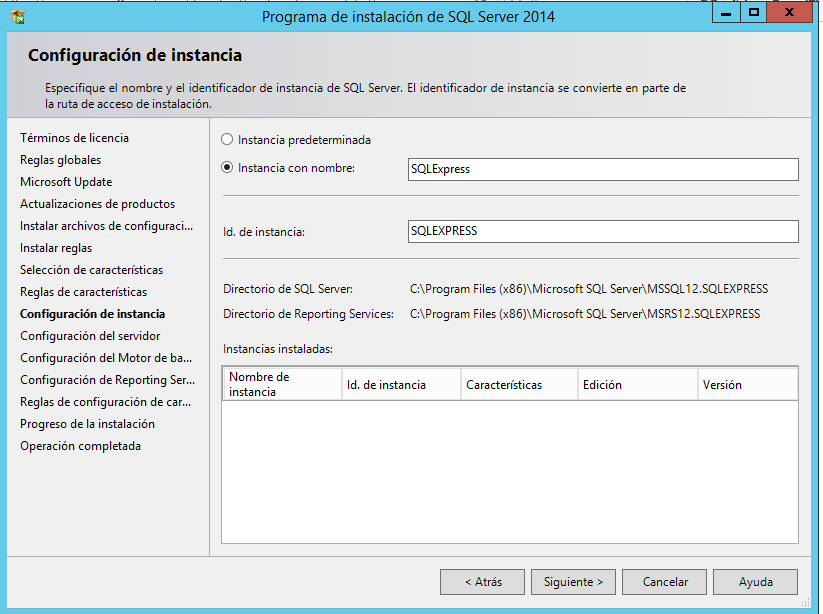 Programa de instalación de SQL Server 2014
Configuración de instancia
Especifique el nombre y el identificador de instancia de SQL Server. El identificador de instancia se convierte en parte de
la ruta de acceso de instalación.
Términos de licencia
Reglas globales
Microsoft Update
Actualizaciones de productos
Instalar archivos de configuraci...
Instalar reglas
Selección de características
Reglas de características
Configuración de instancia
Configuración del servidor
Configuración del Motor de ba...
Configuración de Reporting Ser...
Reglas de configuración de car...
Progreso de la instalación
Operación completada
Instancia predeterminada
Instancia con nombre: SQLExpress
Id. de instancia: SQLEXPRESS
Directorio de SQL Server: C:\Program Files (x86)\Microsoft SQL Server\MSSQL12.SQLEXPRESS
Directorio de Reporting Services: C:\Program Files (x86)\Microsoft SQL Server\MSRS12.SQLEXPRESS
Instancias instaladas:
Nombre de
instancia
Id. de instancia
Características
Edición
Versión
< Atrás
Siguiente >
Cancelar
Ayuda